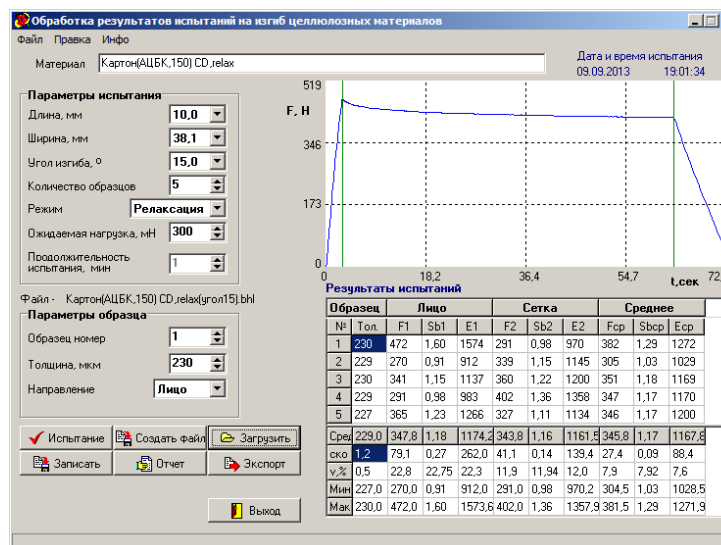 Обработка результатов испытаний на изгиб целлюлозных материалов
Файл Правка Инфо
Материал Картон(АЦБК,150) CD,relax
Дата и время испытания
09.09.2013 19:01:34
Параметры испытания
Длина, мм 10,0
Ширина, мм 38,1
Угол изгиба, º 15,0
Количество образцов 5
Режим Релаксация
Ожидаемая нагрузка, мН 300
Продолжительность
испытания, мин 1
Файл - Картон(АЦБК,150) CD,relax(угол15).bhl
Параметры образца
Образец номер 1
Толщина, мкм 230
Направление Лицо
Испытание Создать файл Загрузить
Записать Отчет Экспорт
Выход
F, Н
519
346
173
0
0 18,2 36,4 54,7 t,сек 72,
Результаты испытаний
Образец Лицо Сетка Среднее
№ Тол. F1 Sb1 E1 F2 Sb2 E2 Fср Sbср Eср
1 230 472 1,60 1574 291 0,98 970 382 1,29 1272
2 229 270 0,91 912 339 1,15 1145 305 1,03 1029
3 230 341 1,15 1137 360 1,22 1200 351 1,18 1169
4 229 291 0,98 983 402 1,36 1358 347 1,17 1170
5 227 365 1,23 1266 327 1,11 1134 346 1,17 1200
Сред 229,0 347,8 1,18 1174,2 343,8 1,16 1161,5 345,8 1,17 1167,8
ско 1,2 79,1 0,27 262,0 41,1 0,14 139,4 27,4 0,09 88,4
v,% 0,5 22,8 22,75 22,3 11,9 11,94 12,0 7,9 7,92 7,6
Мин 227,0 270,0 0,91 912,0 291,0 0,98 970,2 304,5 1,03 1028,5
Мак 230,0 472,0 1,60 1573,6 402,0 1,36 1357,9 381,5 1,29 1271,9